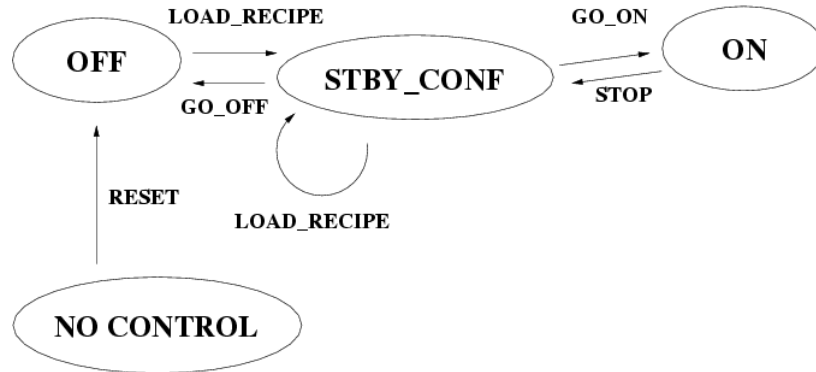 LOAD_RECIPE
GO_ON
OFF
STBY_CONF
ON
GO_OFF
STOP
RESET
LOAD_RECIPE
NO CONTROL